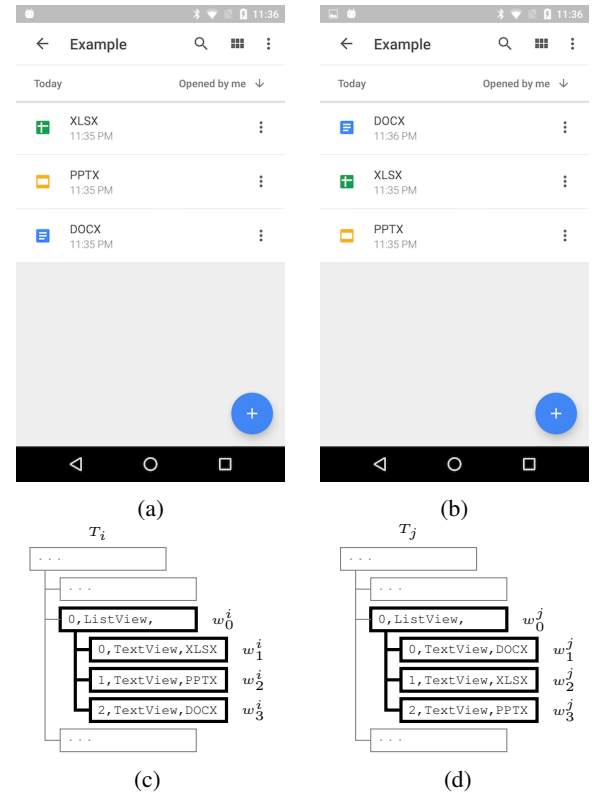 11:36
Example
Today Opened by me
XLSX
11:35 PM
PPTX
11:35 PM
DOCX
11:35 PM
(a)
11:36
Example
Today Opened by me
DOCX
11:36 PM
XLSX
11:35 PM
PPTX
11:35 PM
(b)
T_i
...
...
0,ListView, w_0^i
0,TextView,XLSX w_1^i
1,TextView,PPTX w_2^i
2,TextView,DOCX w_3^i
...
(c)
T_j
...
...
0,ListView, w_0^j
0,TextView,DOCX w_1^j
1,TextView,XLSX w_2^j
2,TextView,PPTX w_3^j
...
(d)